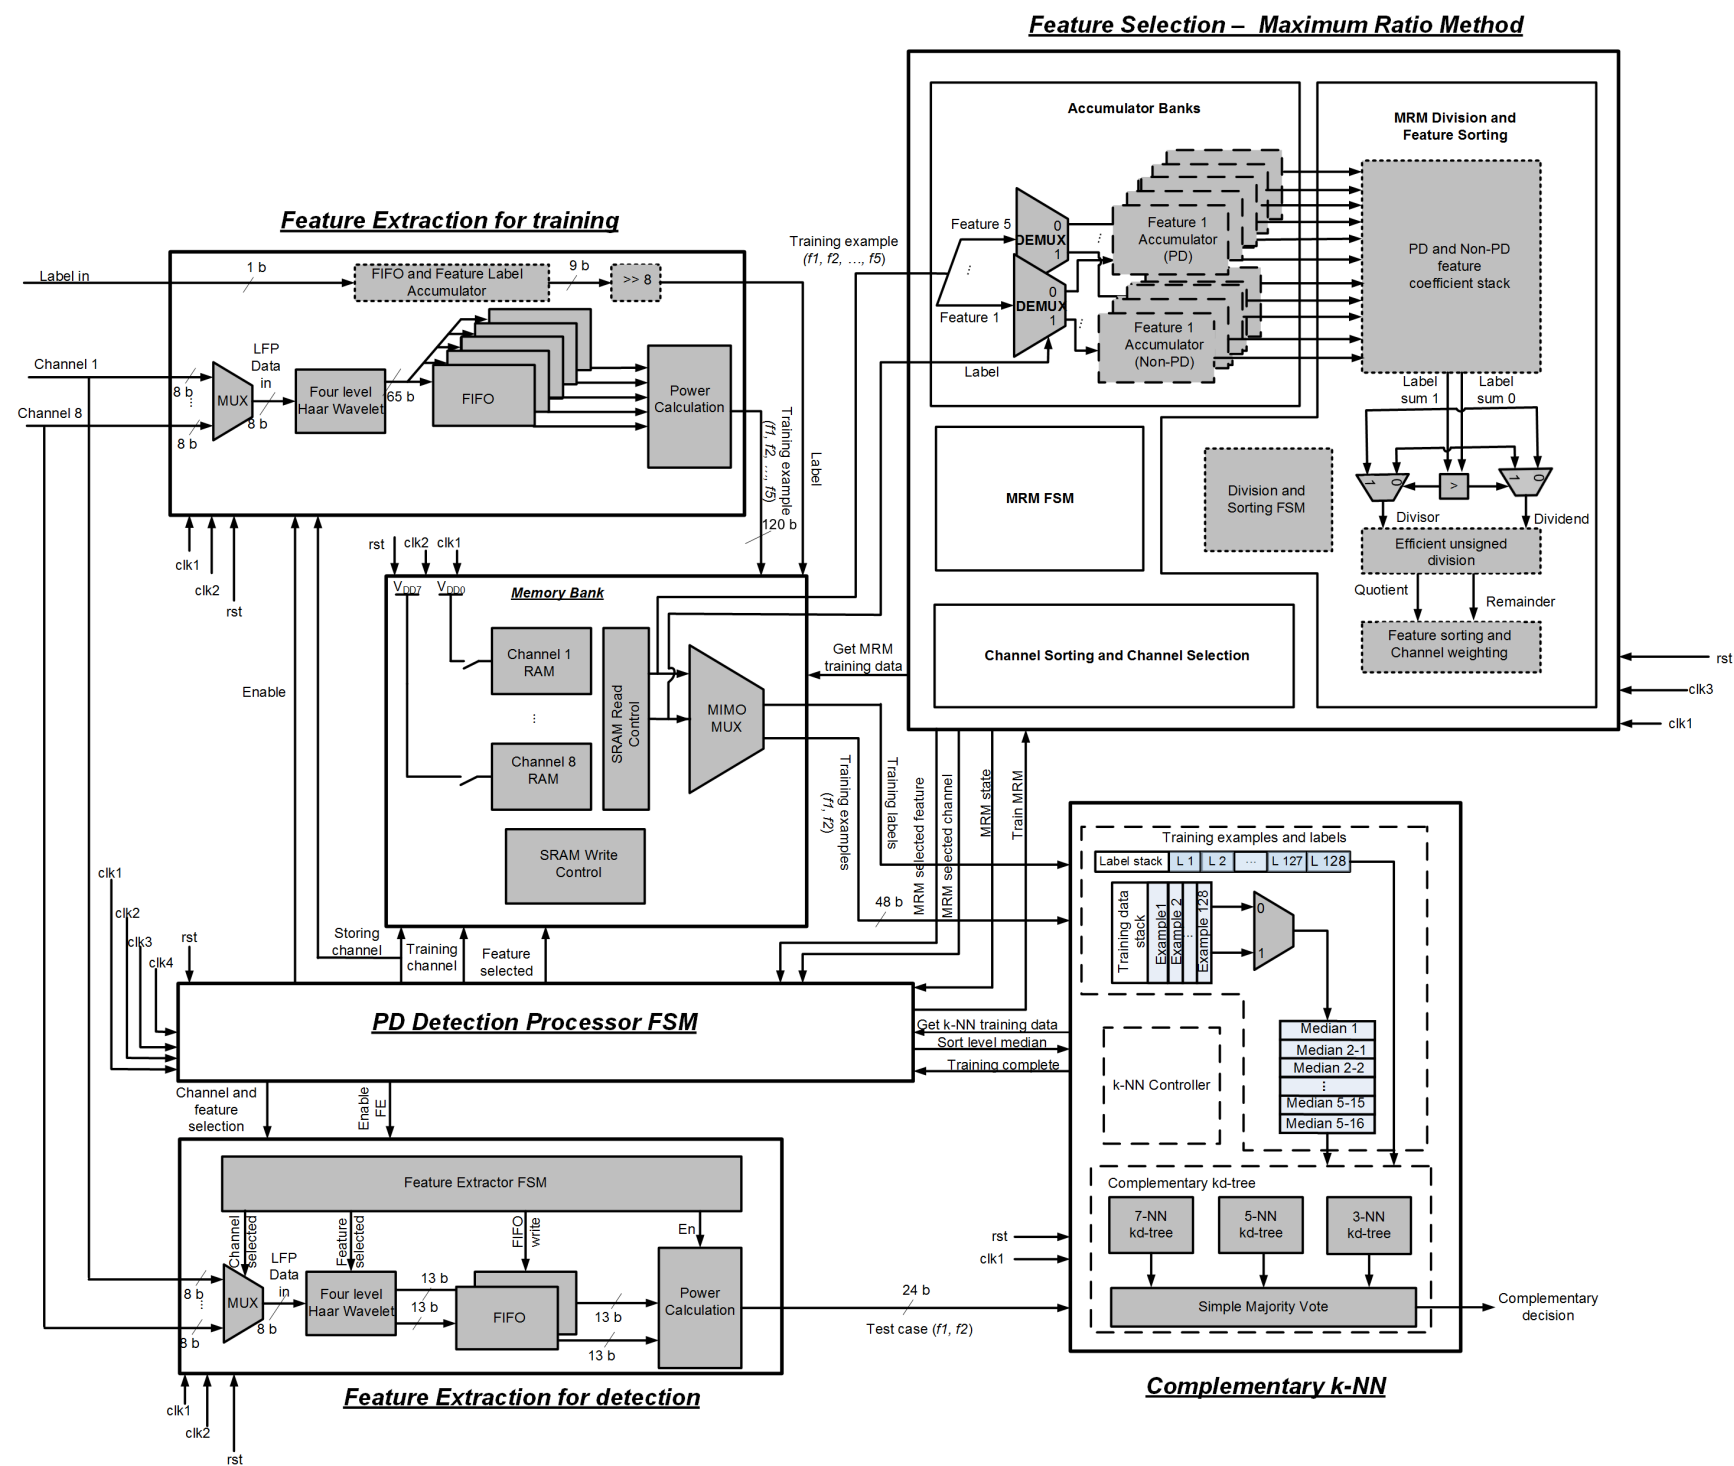 Feature Selection – Maximum Ratio Method
Accumulator Banks
MRM Division and
Feature Sorting
Feature 5
DEMUX
0
1
Feature 1
DEMUX
0
1
Label
Feature 1
Accumulator
(PD)
Feature 1
Accumulator
(Non-PD)
PD and Non-PD
feature
coefficient stack
Label
sum 1
Label
sum 0
1
0
>
1
0
Divisor
Dividend
Efficient unsigned
division
Quotient
Remainder
Feature sorting and
Channel weighting
Division and
Sorting FSM
MRM FSM
Channel Sorting and Channel Selection
rst
clk3
clk1
Training example
(f1, f2, …, f5)
Feature Extraction for training
Label in
1 b
FIFO and Feature Label
Accumulator
9 b
>> 8
Channel 1
8 b
Channel 8
8 b
MUX
LFP
Data
in
8 b
Four level
Haar Wavelet
65 b
FIFO
Power
Calculation
Training example
(f1, f2, …, f5)
Label
120 b
clk1
clk2
rst
rst
clk2
clk1
VDD7
VDD0
Memory Bank
Channel 1
RAM
...
Channel 8
RAM
SRAM Read
Control
MIMO
MUX
SRAM Write
Control
Get MRM
training data
Enable
Training examples
(f1, f2)
Training labels
48 b
MRM selected feature
MRM selected channel
MRM state
Train MRM
Storing
channel
Training
channel
Feature
selected
clk1
clk2
clk3
clk4
rst
PD Detection Processor FSM
Get k-NN training data
Sort level median
Training complete
Channel and
feature
selection
Enable
FE
Feature Extractor FSM
Channel
selected
Feature
selected
FIFO
write
En
8 b
8 b
MUX
LFP
Data
in
8 b
Four level
Haar Wavelet
13 b
13 b
FIFO
13 b
13 b
Power
Calculation
24 b
Test case (f1, f2)
clk1
clk2
rst
Feature Extraction for detection
Training examples and labels
Label stack
L 1
L 2
...
L 127
L 128
Training data
stack
Example1
Example 2
...
Example 128
0
1
Median 1
Median 2-1
Median 2-2
...
Median 5-15
Median 5-16
k-NN Controller
Complementary kd-tree
7-NN
kd-tree
5-NN
kd-tree
3-NN
kd-tree
Simple Majority Vote
Complementary
decision
rst
clk1
Complementary k-NN